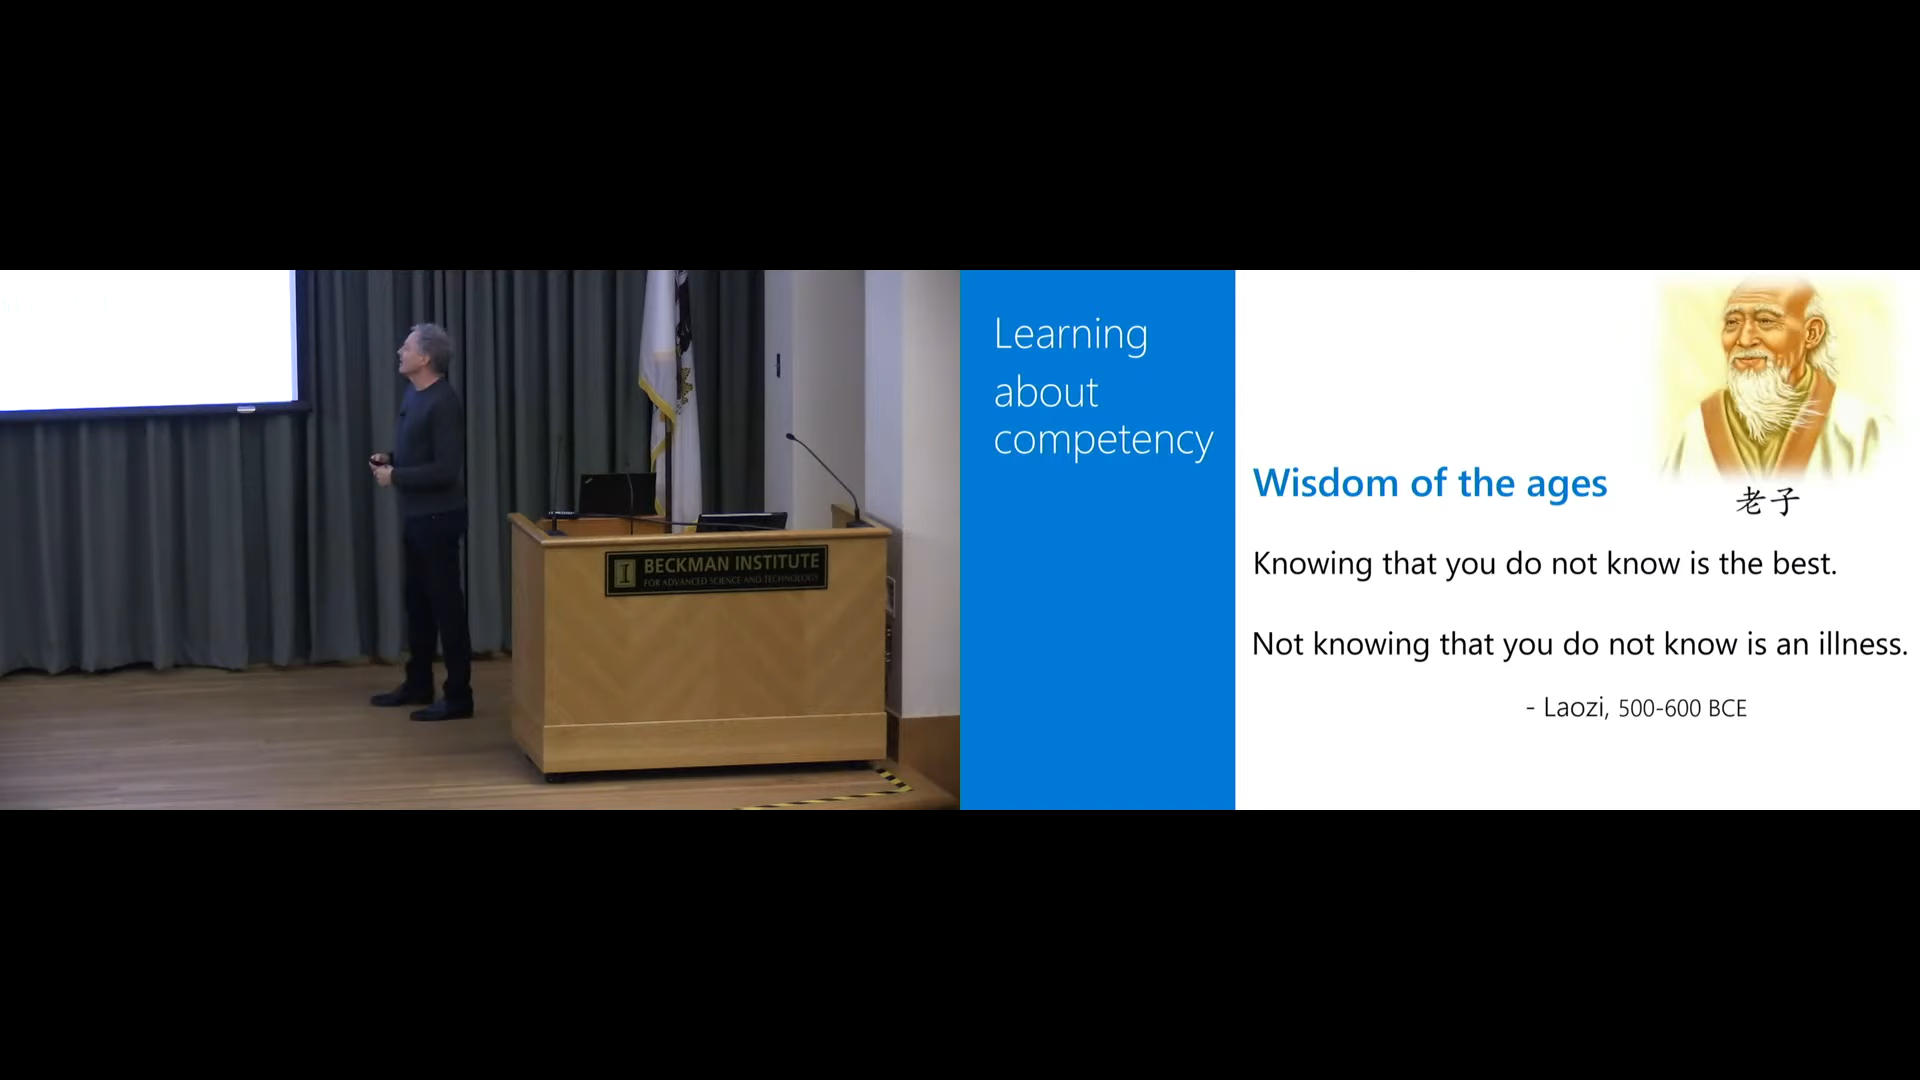 BECKMAN INSTITUTE
FOR ADVANCED SCIENCE AND TECHNOLOGY
Learning
about
competency
老子
Wisdom of the ages
Knowing that you do not know is the best.
Not knowing that you do not know is an illness.
- Laozi, 500-600 BCE